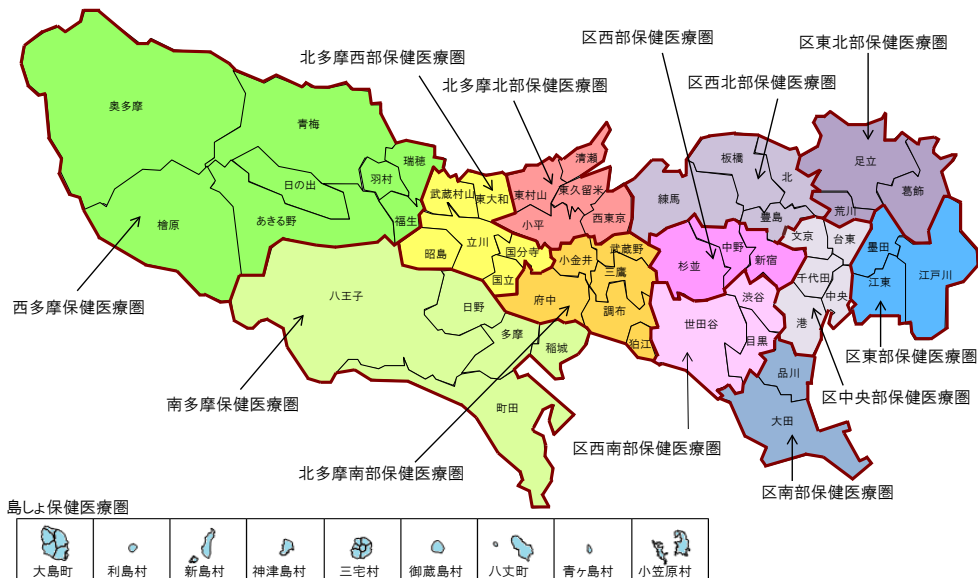 区西部保健医療圏
区東北部保健医療圏
北多摩西部保健医療圏
北多摩北部保健医療圏
区西北部保健医療圏
奥多摩
青梅
瑞穂
羽村
日の出
あきる野
福生
檜原
西多摩保健医療圏
武蔵村山
東大和
昭島
立川
国分寺
国立
清瀬
東村山
東久留米
小平
西東京
小金井
武蔵野
三鷹
府中
調布
狛江
八王子
日野
多摩
稲城
町田
南多摩保健医療圏
北多摩南部保健医療圏
練馬
板橋
北
豊島
足立
葛飾
荒川
杉並
中野
新宿
文京
台東
千代田
中央
港
墨田
江東
江戸川
世田谷
渋谷
目黒
品川
大田
区東部保健医療圏
区中央部保健医療圏
区西南部保健医療圏
区南部保健医療圏
島しょ保健医療圏
大島町
利島村
新島村
神津島村
三宅村
御蔵島村
八丈町
青ヶ島村
小笠原村